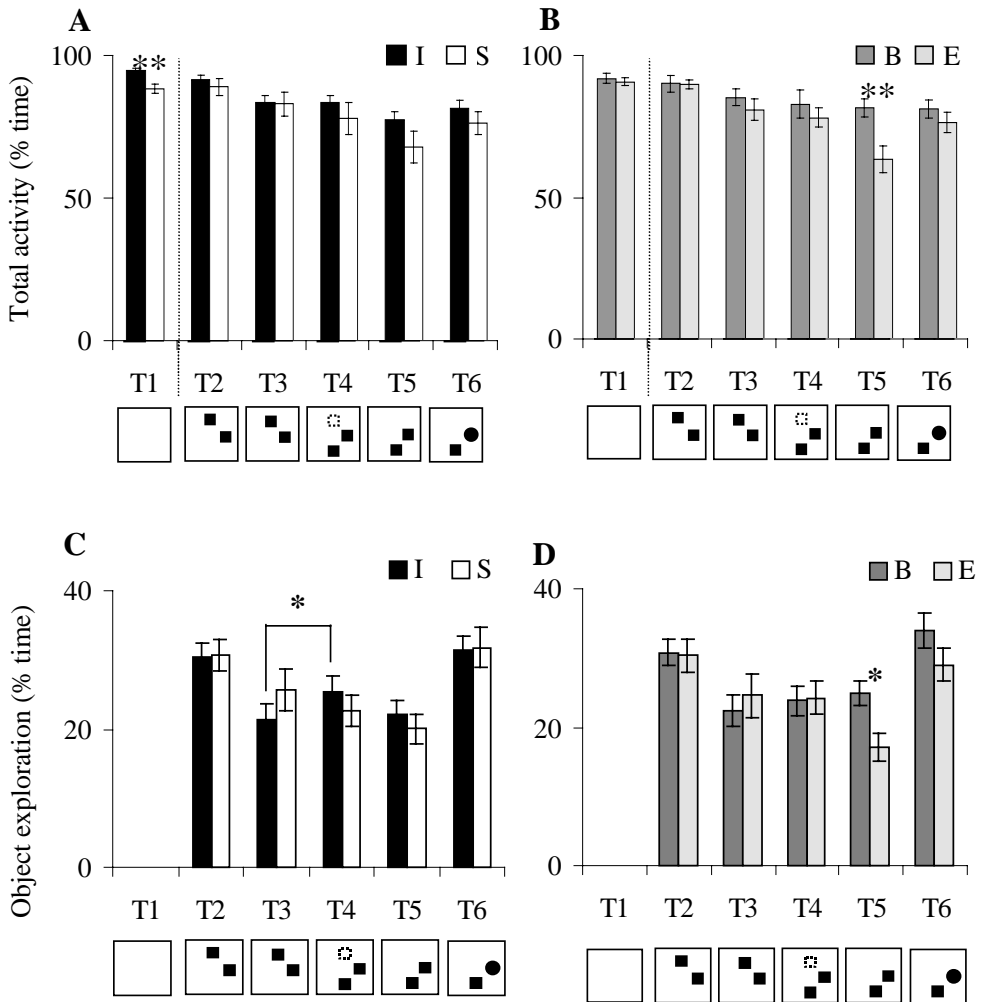 A
Total activity (% time)
I S
100
50
0
**
T1 T2 T3 T4 T5 T6
B
B E
100
50
0
**
T1 T2 T3 T4 T5 T6
C
Object exploration (% time)
I S
40
20
0
*
T1 T2 T3 T4 T5 T6
D
B E
40
20
0
*
T1 T2 T3 T4 T5 T6